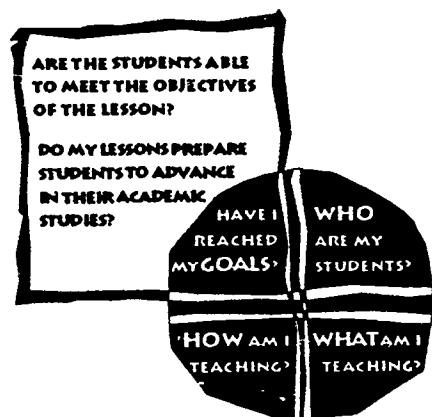 ARE THE STUDENTS ABLE
TO MEET THE OBJECTIVES
OF THE LESSON?
DO MY LESSONS PREPARE
STUDENTS TO ADVANCE
IN THEIR ACADEMIC
STUDIES?
HAVE I
REACHED
MY GOALS?
WHO
ARE MY
STUDENTS?
HOW AM I
TEACHING?
WHAT AM I
TEACHING?